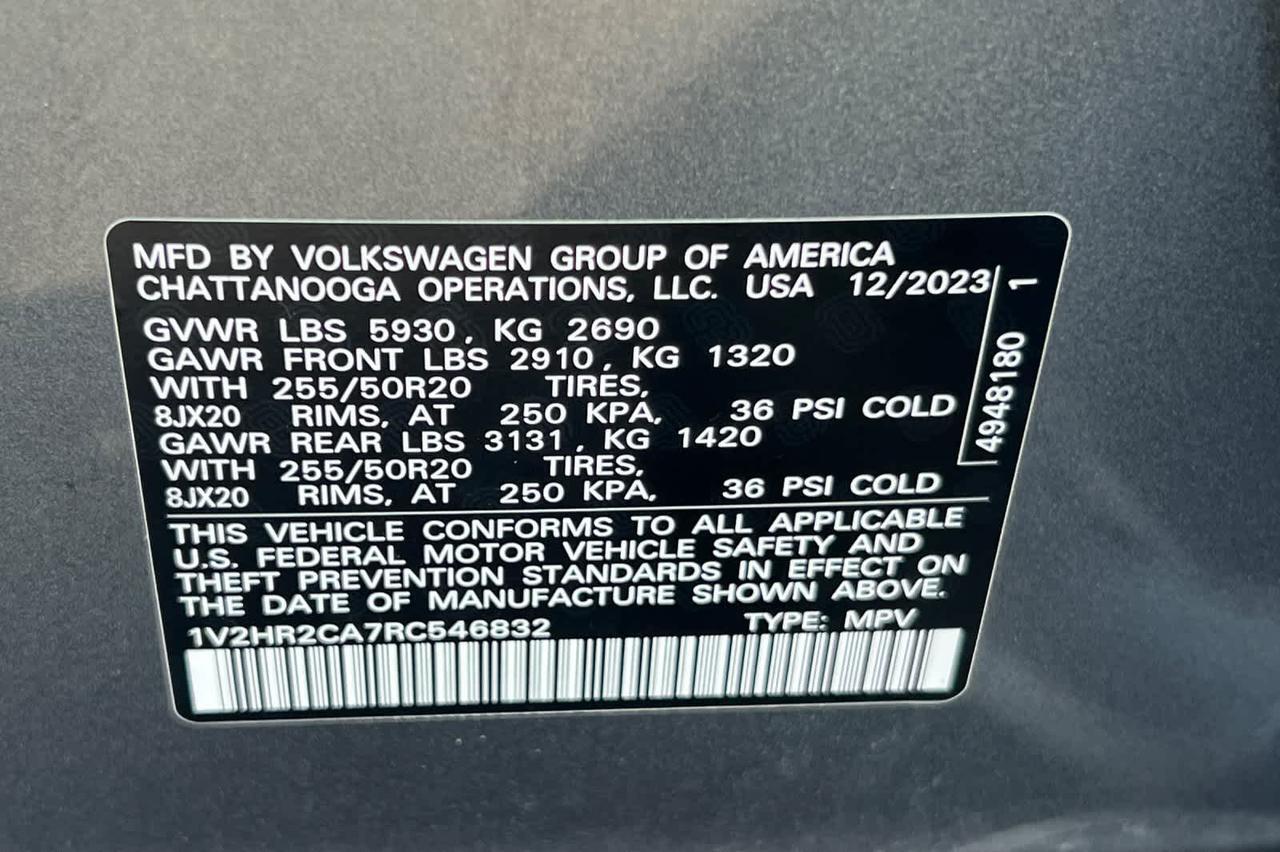 MFD BY VOLKSWAGEN GROUP OF AMERICA
CHATTANOOGA OPERATIONS, LLC. USA 12/2023
GVWR LBS 5930, KG 2690
GAWR FRONT LBS 2910, KG 1320
WITH 255/50R20 TIRES,
8JX20 RIMS, AT 250 KPA, 36 PSI COLD
GAWR REAR LBS 3131, KG 1420
WITH 255/50R20 TIRES,
8JX20 RIMS, AT 250 KPA, 36 PSI COLD
4948180 1
THIS VEHICLE CONFORMS TO ALL APPLICABLE
U.S. FEDERAL MOTOR VEHICLE SAFETY AND
THEFT PREVENTION STANDARDS IN EFFECT ON
THE DATE OF MANUFACTURE SHOWN ABOVE.
1V2HR2CA7RC546832 TYPE: MPV